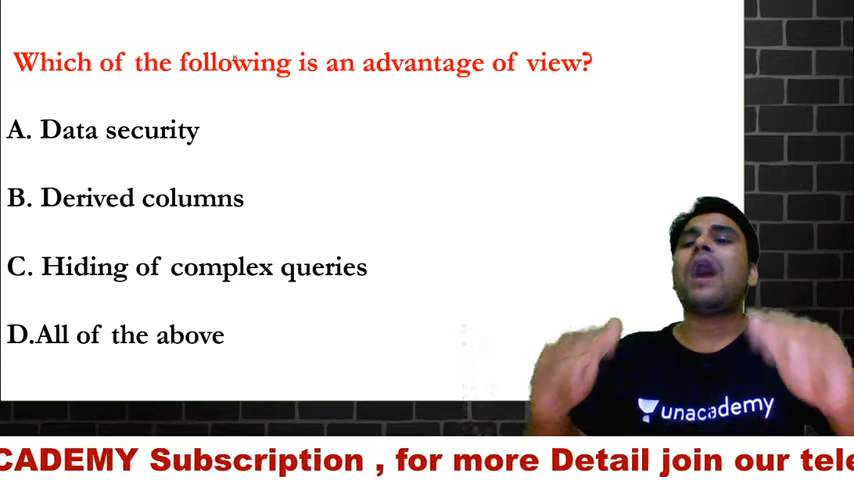 Which of the following is an advantage of view?
A. Data security
B. Derived columns
C. Hiding of complex queries
D.All of the above
unacademy
CADEMY Subscription , for more Detail join our tele